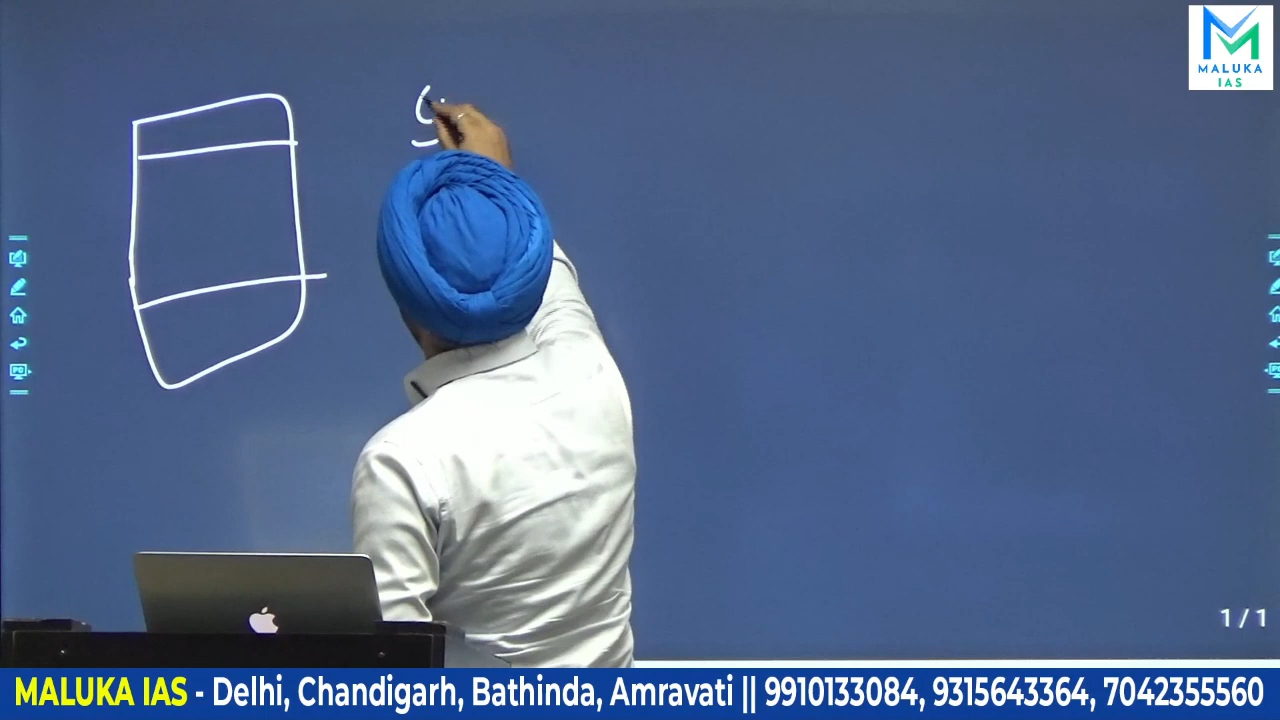 MALUKA
IAS
1 / 1
MALUKA IAS - Delhi, Chandigarh, Bathinda, Amravati || 9910133084, 9315643364, 7042355560